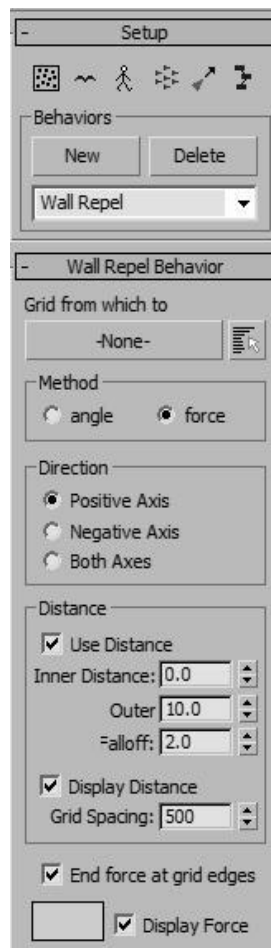 - Setup
Behaviors
New Delete
Wall Repel
- Wall Repel Behavior
Grid from which to
-None-
Method
angle force
Direction
Positive Axis
Negative Axis
Both Axes
Distance
Use Distance
Inner Distance: 0.0
Outer 10.0
Falloff: 2.0
Display Distance
Grid Spacing: 500
End force at grid edges
Display Force